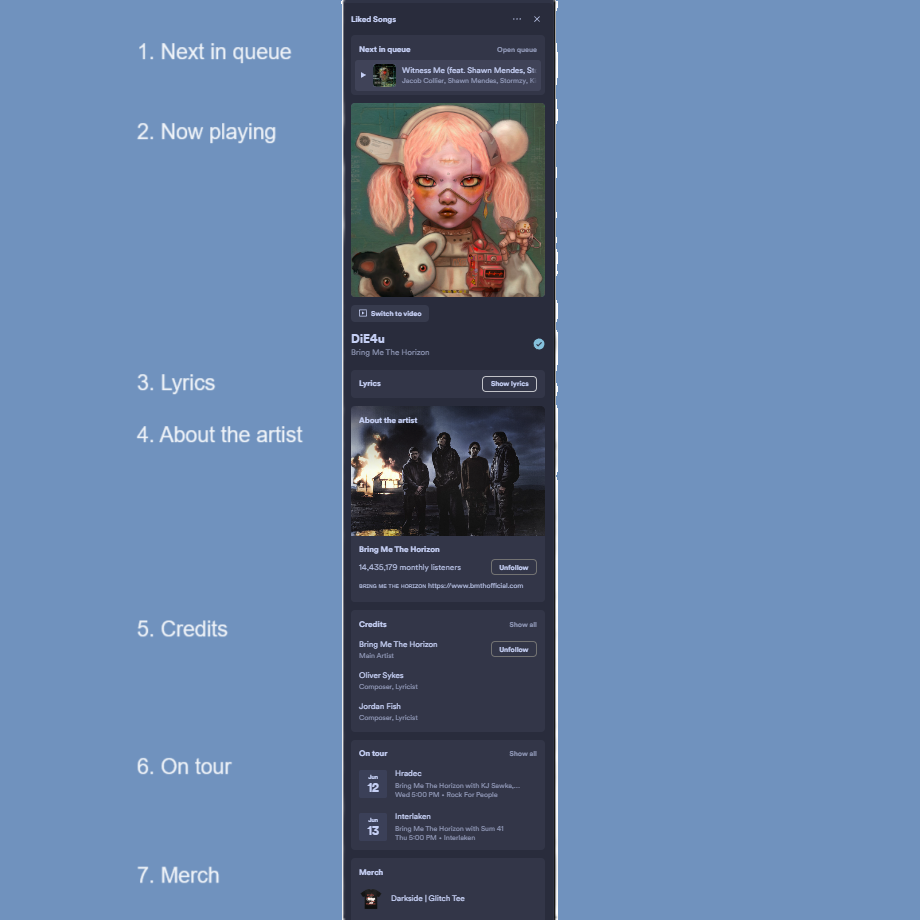 1. Next in queue
2. Now playing
3. Lyrics
4. About the artist
5. Credits
6. On tour
7. Merch
Liked Songs
Next in queue Open queue
Witness Me (feat. Shawn Mendes, St
Jacob Collier, Shawn Mendes, Stormzy, K
Switch to video
DiE4u
Bring Me The Horizon
Lyrics Show lyrics
About the artist
Bring Me The Horizon
14,435,179 monthly listeners Unfollow
BRING ME THE HORIZON https://www.bmthofficial.com
Credits Show all
Bring Me The Horizon
Main Artist
Unfollow
Oliver Sykes
Composer, Lyricist
Jordan Fish
Composer, Lyricist
On tour Show all
Jun
12
Hradec
Bring Me The Horizon with KJ Sawka,...
Wed 5:00 PM • Rock For People
Jun
13
Interlaken
Bring Me The Horizon with Sum 41
Thu 5:00 PM • Interlaken
Merch
Darkside | Glitch Tee